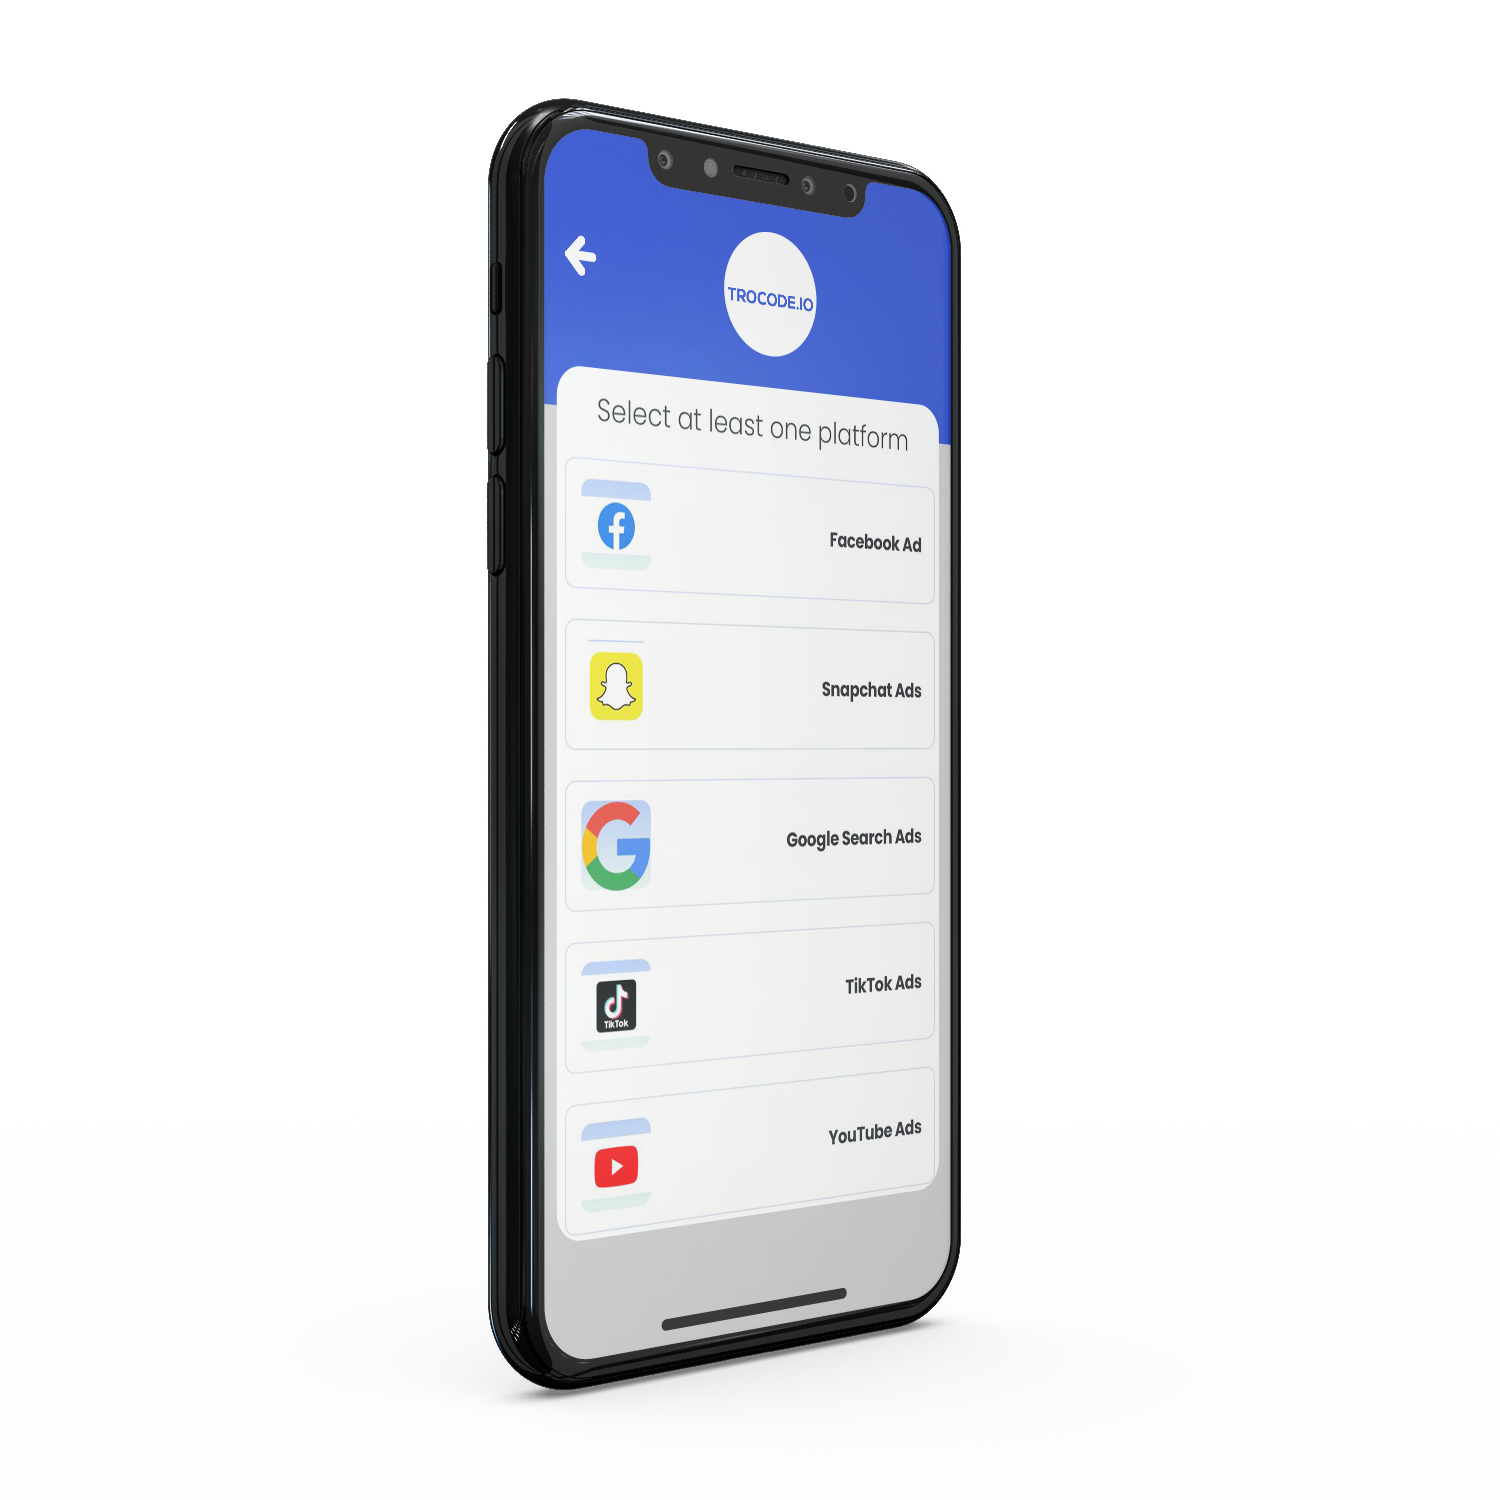 TROCODE.IO
Select at least one platform
Facebook Ad
Snapchat Ads
Google Search Ads
TikTok
TikTok Ads
YouTube Ads